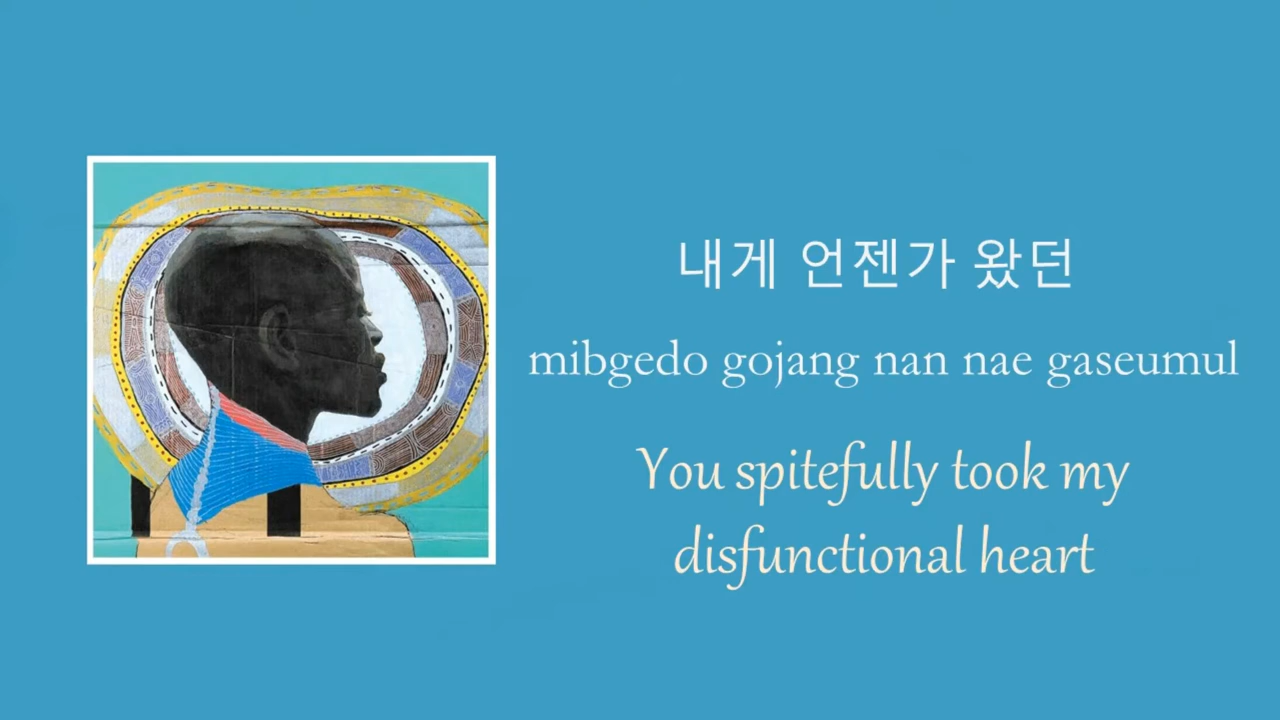 내게 언젠가 왔던
mibgedo gojang nan nae gaseumul
You spitefully took my
disfunctional heart